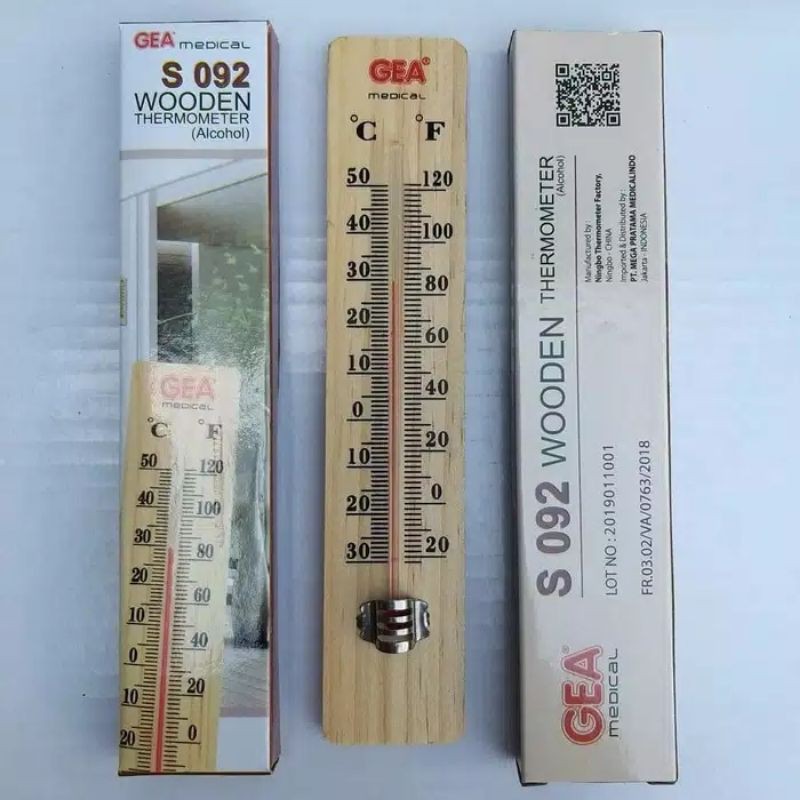 GEA® medical
S 092
WOODEN
THERMOMETER
(Alcohol)
GEA
medical
°C °F
50 120
40 100
30 80
20 60
10 40
0 20
10 0
20
GEA®
medical
°C °F
50 120
40 100
30 80
20 60
10 40
0 20
10 0
20 20
30
S 092 WOODEN THERMOMETER
(Alcohol)
Manufactured by :
Ningbo Thermometer Factory,
Ningbo - CHINA
Imported & Distributed by :
PT. MEGA PRATAMA MEDICALINDO
Jakarta - INDONESIA
LOT NO : 2019011001
FR.03.02/VA/0763/2018
GEA®
medical